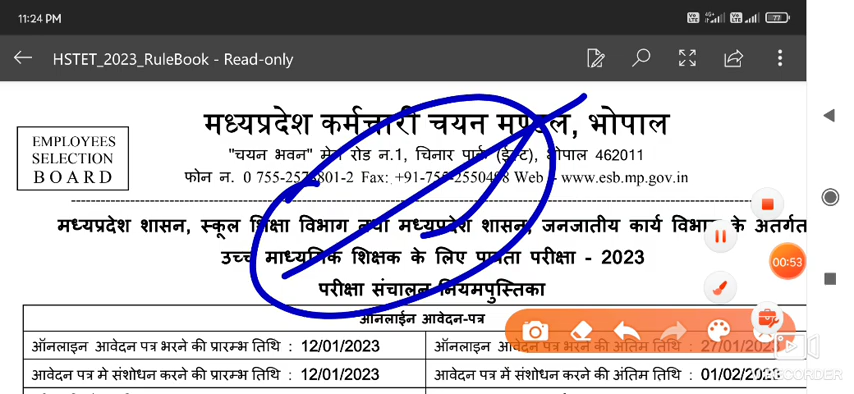 11:24 PM
77
HSTET_2023_RuleBook - Read-only
मध्यप्रदेश कर्मचारी चयन मण्डल, भोपाल
EMPLOYEES
SELECTION
BOARD
"चयन भवन" मेन रोड न.1, चिनार पार्क (ईस्ट), भोपाल 462011
फोन न. 0 755-2578801-2 Fax: +91-755-2550498 Web - www.esb.mp.gov.in
मध्यप्रदेश शासन, स्कूल शिक्षा विभाग तथा मध्यप्रदेश शासन, जनजातीय कार्य विभाग के अतर्गत
उच्च माध्यमिक शिक्षक के लिए पात्रता परीक्षा - 2023
00:53
परीक्षा संचालन नियमपुस्तिका
ऑनलाईन आवेदन-पत्र
ऑनलाइन आवेदन पत्र भरने की प्रारम्भ तिथि : 12/01/2023 ऑनलाइन आवेदन पत्र भरने की अंतिम तिथि : 27/01/2023
आवेदन पत्र मे संशोधन करने की प्रारम्भ तिथि : 12/01/2023 आवेदन पत्र में संशोधन करने की अंतिम तिथि : 01/02/2023
RECORDER